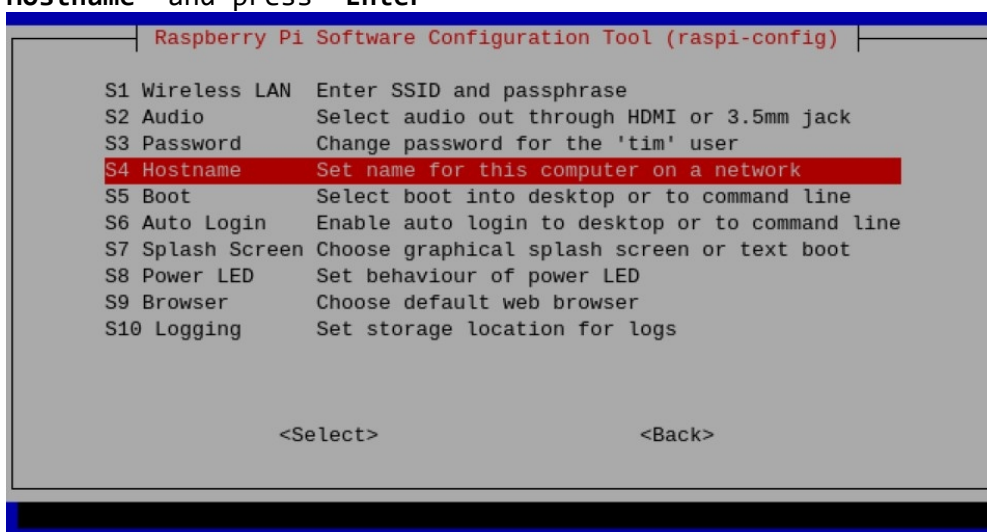 Hostname" and press "Enter"
Raspberry Pi Software Configuration Tool (raspi-config)
S1 Wireless LAN Enter SSID and passphrase
S2 Audio Select audio out through HDMI or 3.5mm jack
S3 Password Change password for the 'tim' user
S4 Hostname Set name for this computer on a network
S5 Boot Select boot into desktop or to command line
S6 Auto Login Enable auto login to desktop or to command line
S7 Splash Screen Choose graphical splash screen or text boot
S8 Power LED Set behaviour of power LED
S9 Browser Choose default web browser
S10 Logging Set storage location for logs
<Select> <Back>